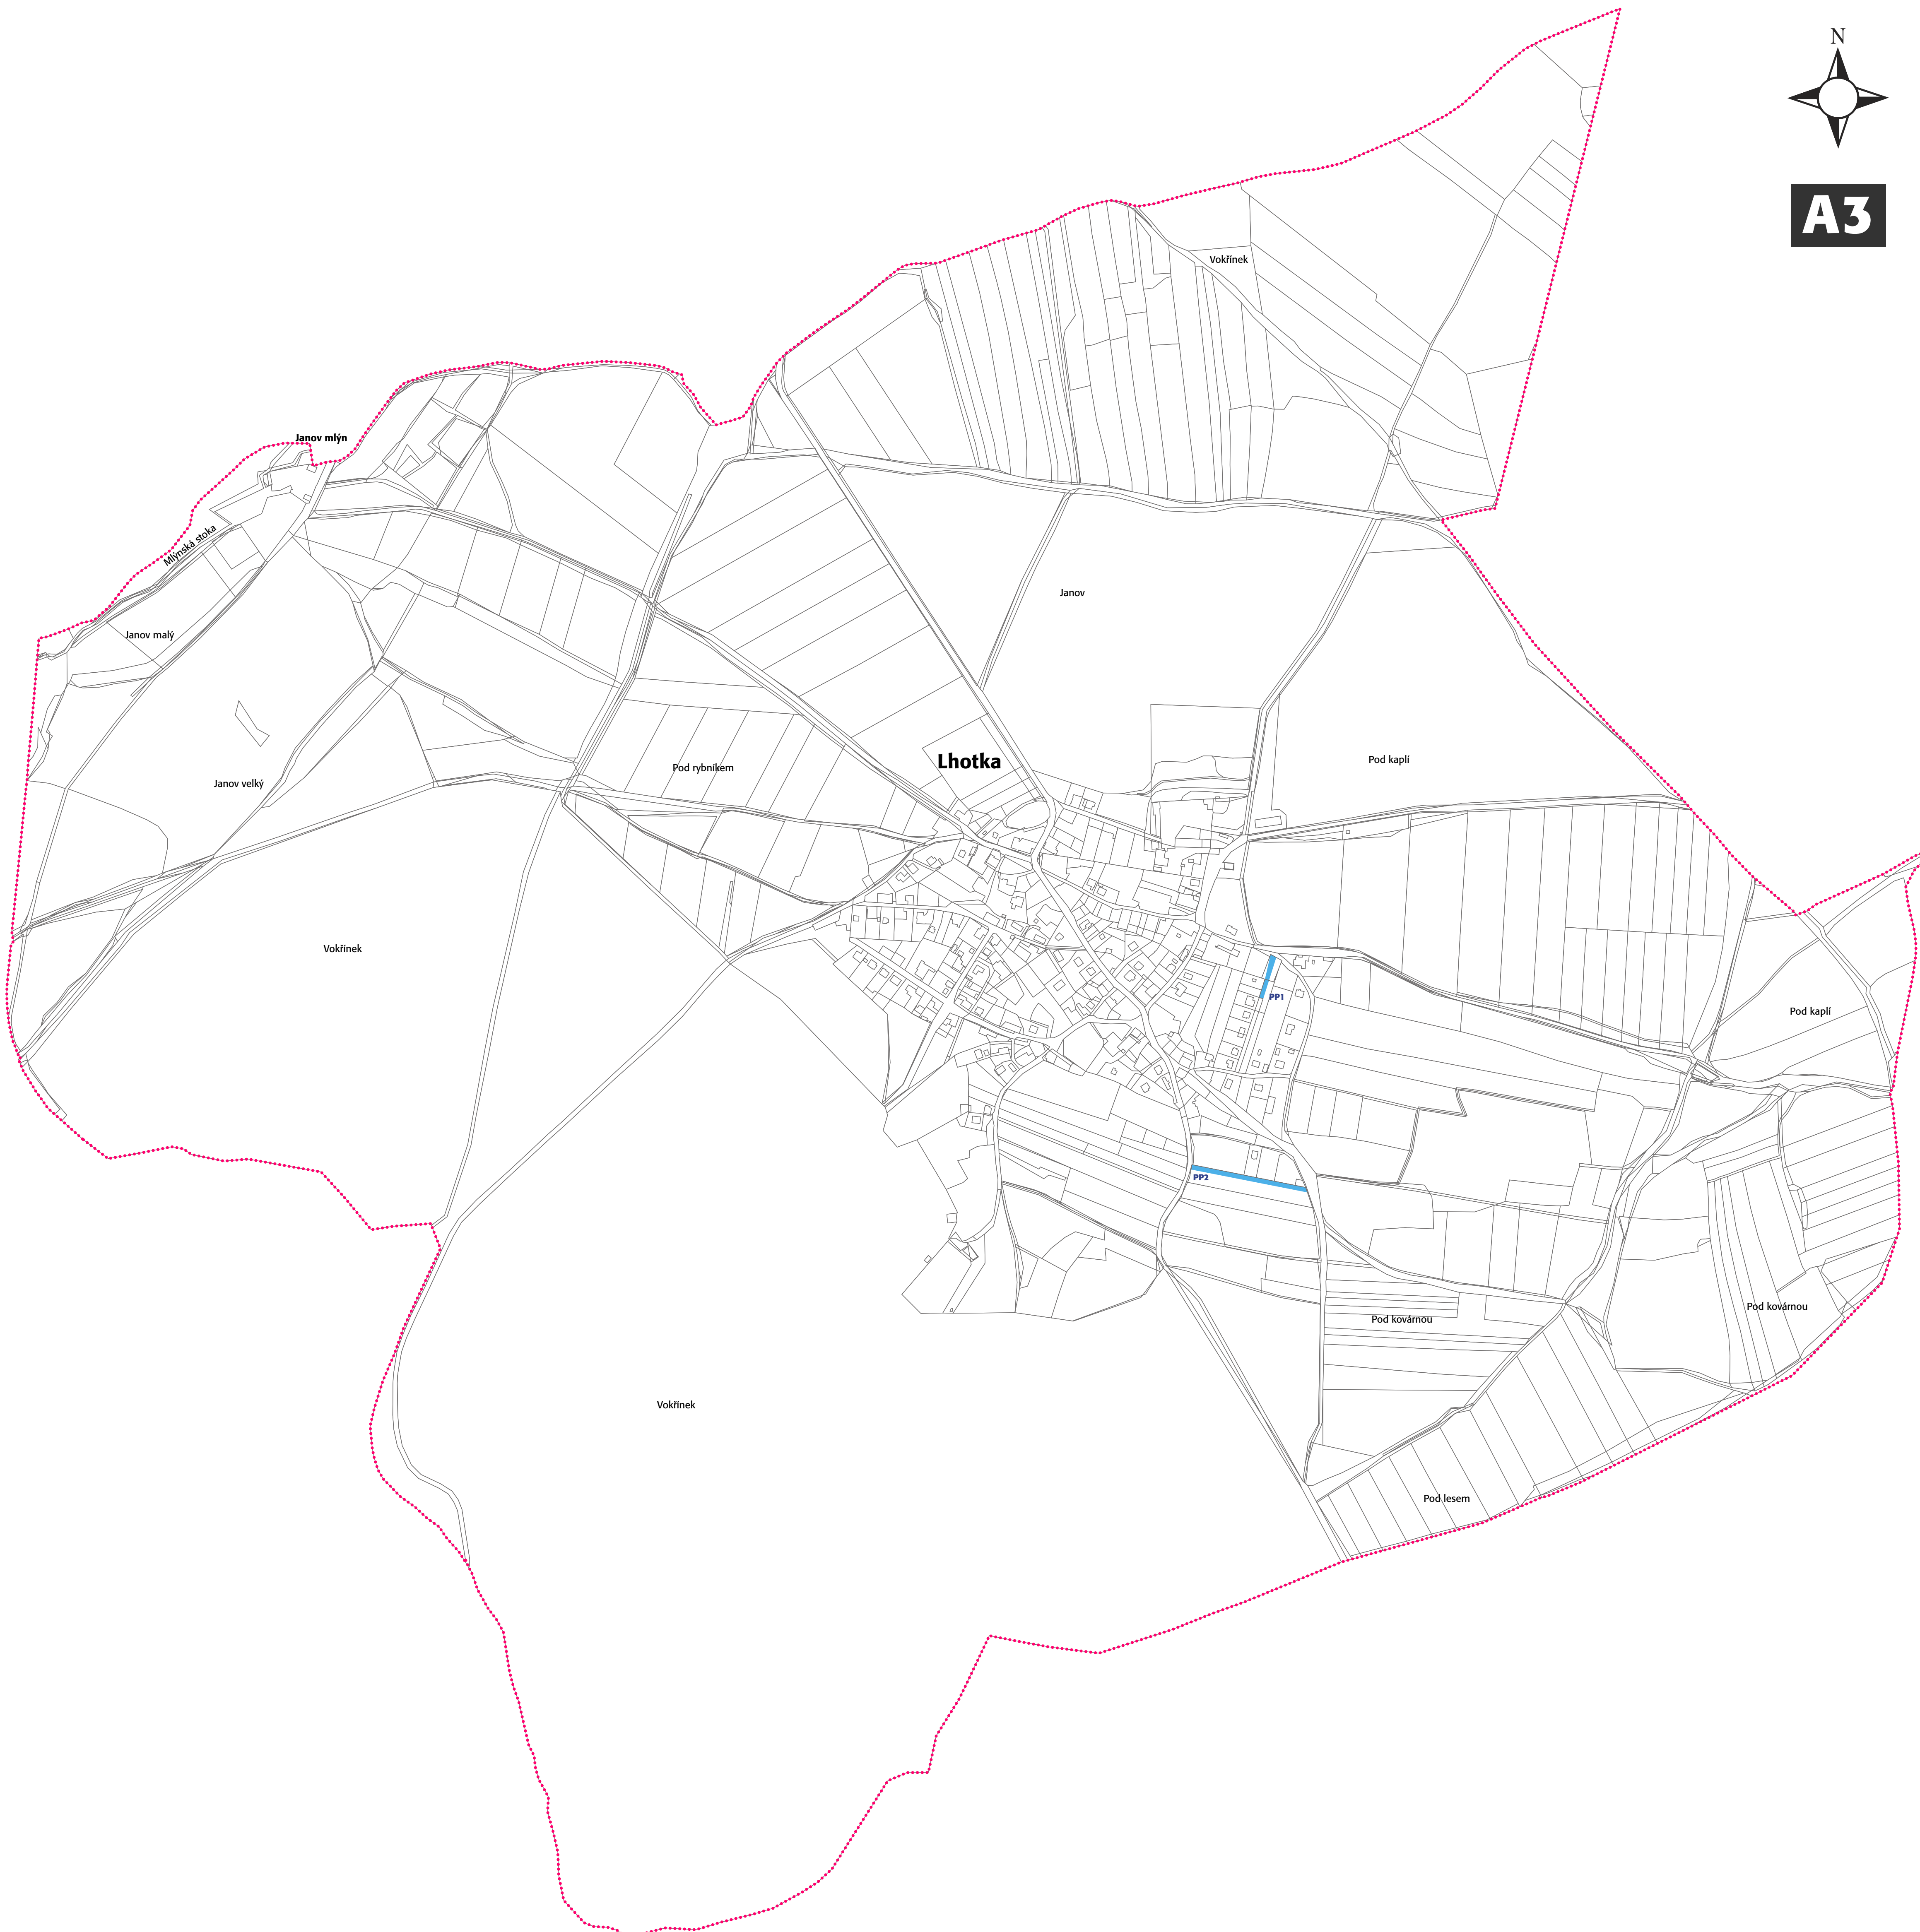 N
A3
Vokřínek
Janov mlýn
Mlýnská stoka
Janov
Janov malý
Lhotka
Pod kaplí
Pod rybníkem
Janov velký
Vokřínek
PP1
Pod kaplí
PP2
Pod kovárnou
Pod kovárnou
Vokřínek
Pod lesem